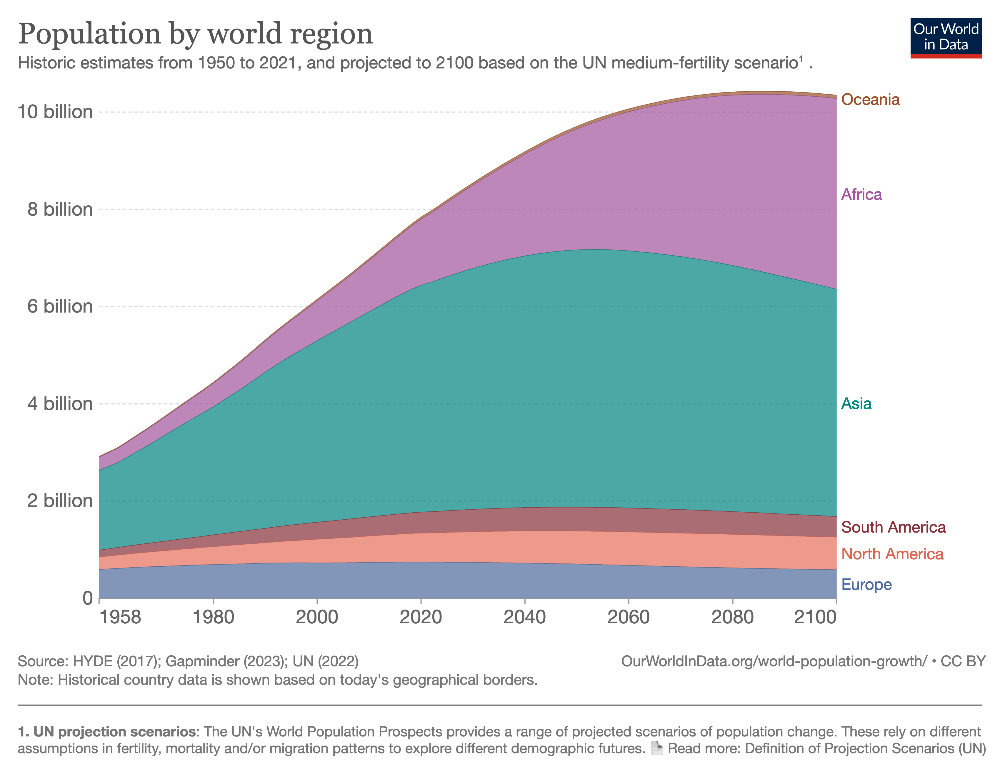 Population by world region
Our World
in Data
Historic estimates from 1950 to 2021, and projected to 2100 based on the UN medium-fertility scenario¹ .
10 billion
8 billion
6 billion
4 billion
2 billion
0
Oceania
Africa
Asia
South America
North America
Europe
1958 1980 2000 2020 2040 2060 2080 2100
Source: HYDE (2017); Gapminder (2023); UN (2022)
OurWorldInData.org/world-population-growth/ • CC BY
Note: Historical country data is shown based on today's geographical borders.
1. UN projection scenarios: The UN's World Population Prospects provides a range of projected scenarios of population change. These rely on different
assumptions in fertility, mortality and/or migration patterns to explore different demographic futures. Read more: Definition of Projection Scenarios (UN)